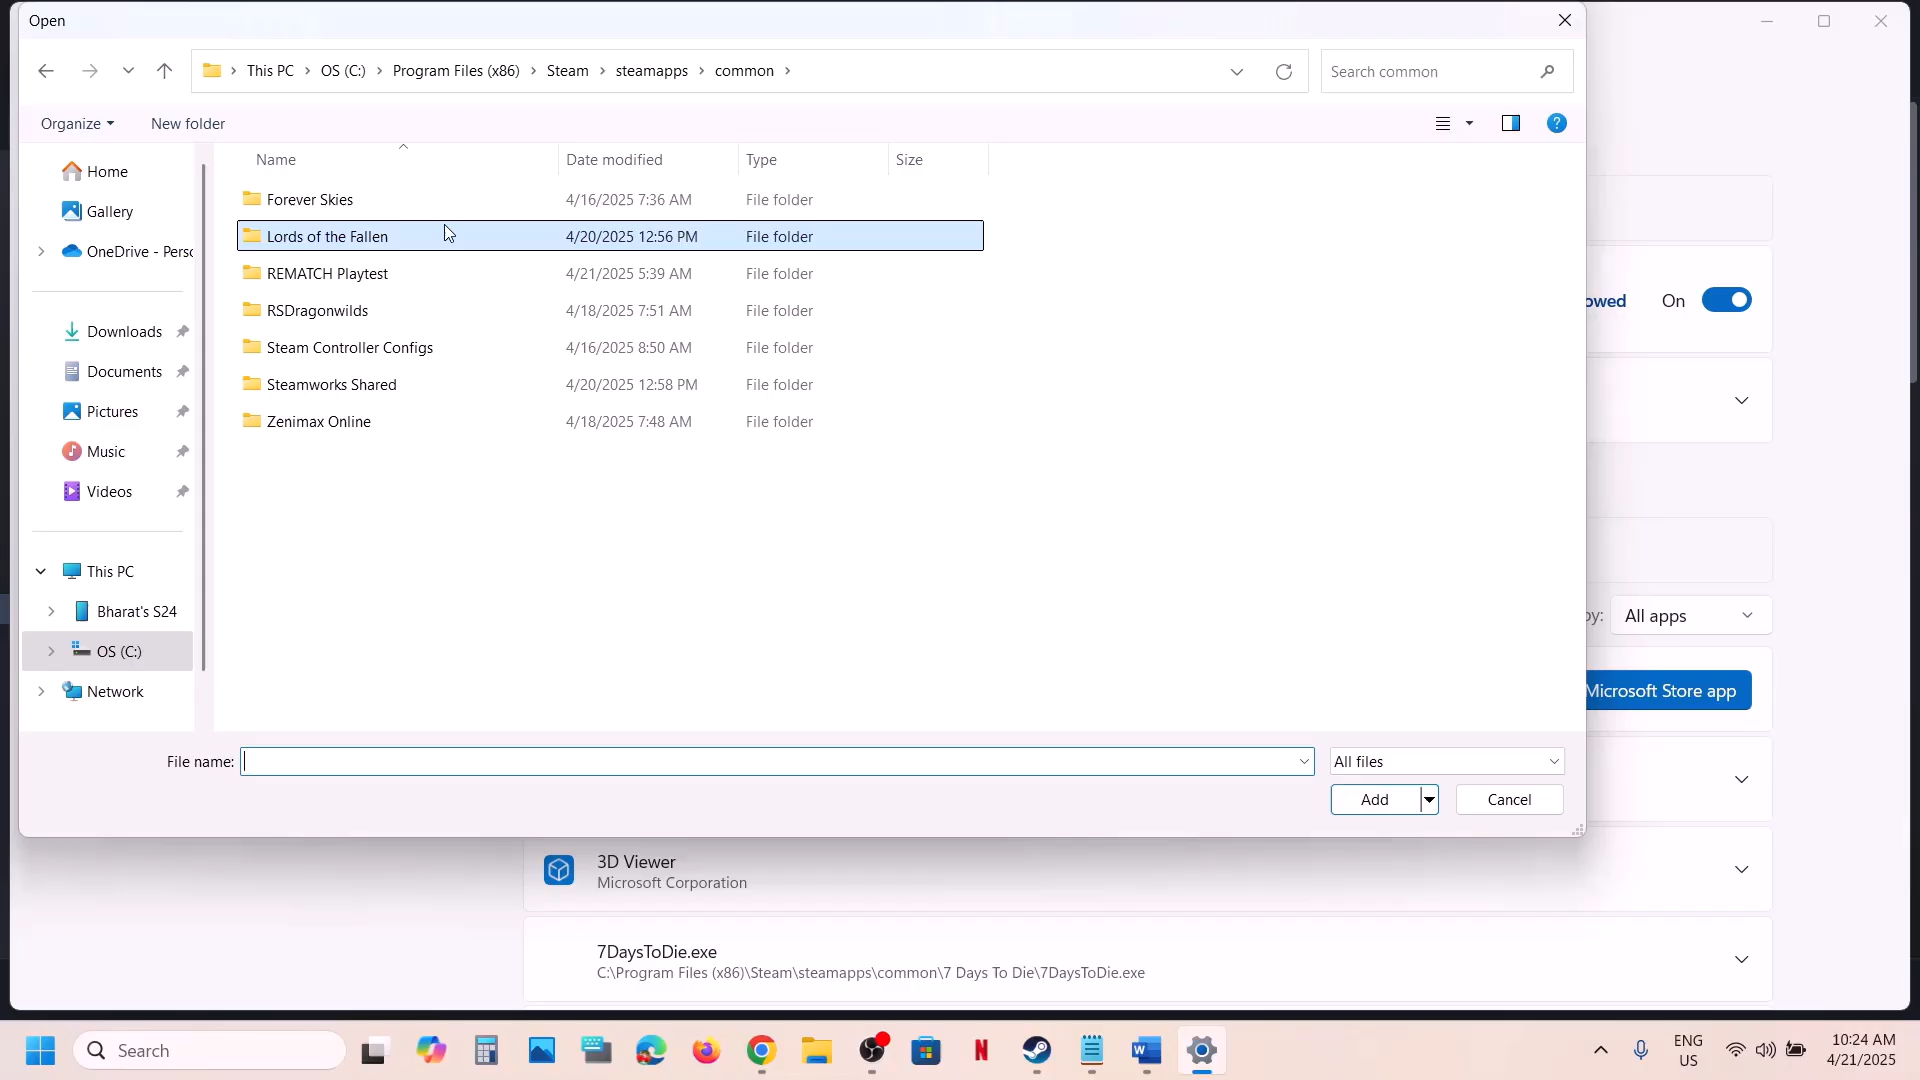 Open
This PC > OS (C:) > Program Files (x86) > Steam > steamapps > common >
Search common
Organize
New folder
Name
Date modified
Type
Size
Home
Gallery
OneDrive - Perso
Downloads
Documents
Pictures
Music
Videos
This PC
Bharat's S24
OS (C:)
Network
Forever Skies 4/16/2025 7:36 AM File folder
Lords of the Fallen 4/20/2025 12:56 PM File folder
REMATCH Playtest 4/21/2025 5:39 AM File folder
RSDragonwilds 4/18/2025 7:51 AM File folder
Steam Controller Configs 4/16/2025 8:50 AM File folder
Steamworks Shared 4/20/2025 12:58 PM File folder
Zenimax Online 4/18/2025 7:48 AM File folder
File name:
All files
Add
Cancel
owed
On
by:
All apps
Microsoft Store app
3D Viewer
Microsoft Corporation
7DaysToDie.exe
C:\Program Files (x86)\Steam\steamapps\common\7 Days To Die\7DaysToDie.exe
Search
ENG
US
10:24 AM
4/21/2025